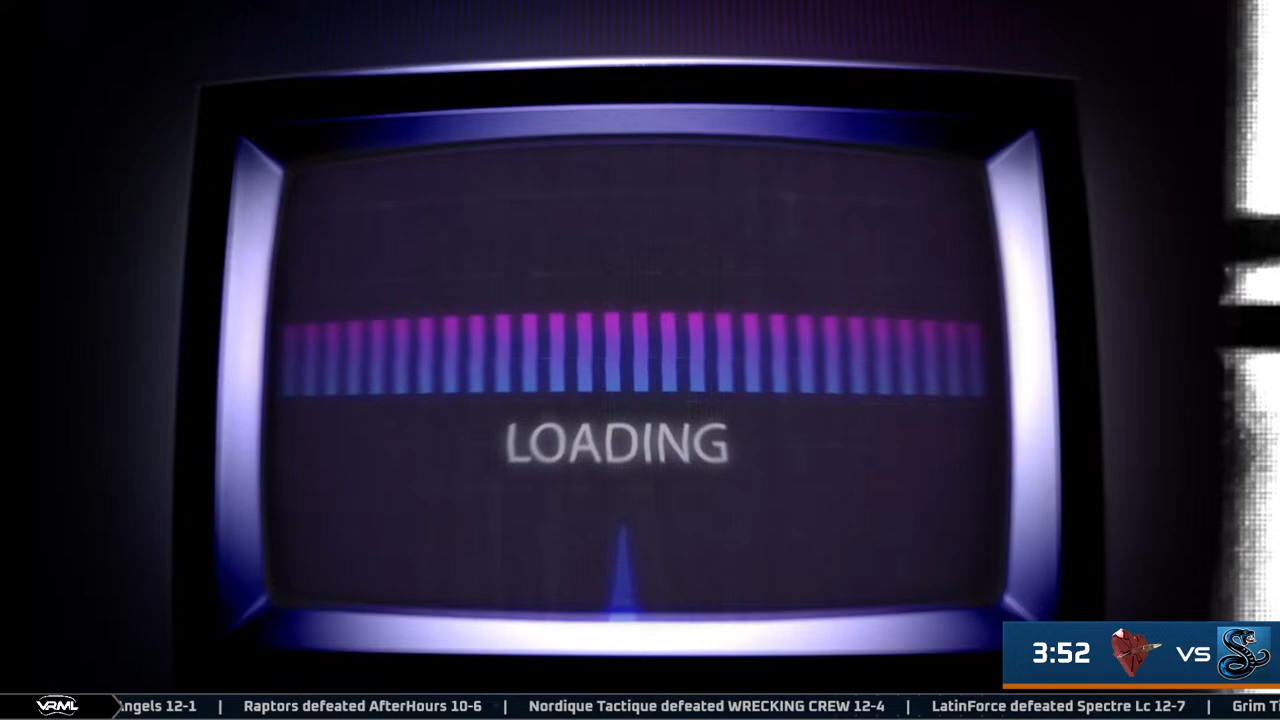 LOADING
3:52 VS
VRML ngels 12-1 | Raptors defeated AfterHours 10-6 | Nordique Tactique defeated WRECKING CREW 12-4 | LatinForce defeated Spectre Lc 12-7 | Grim T